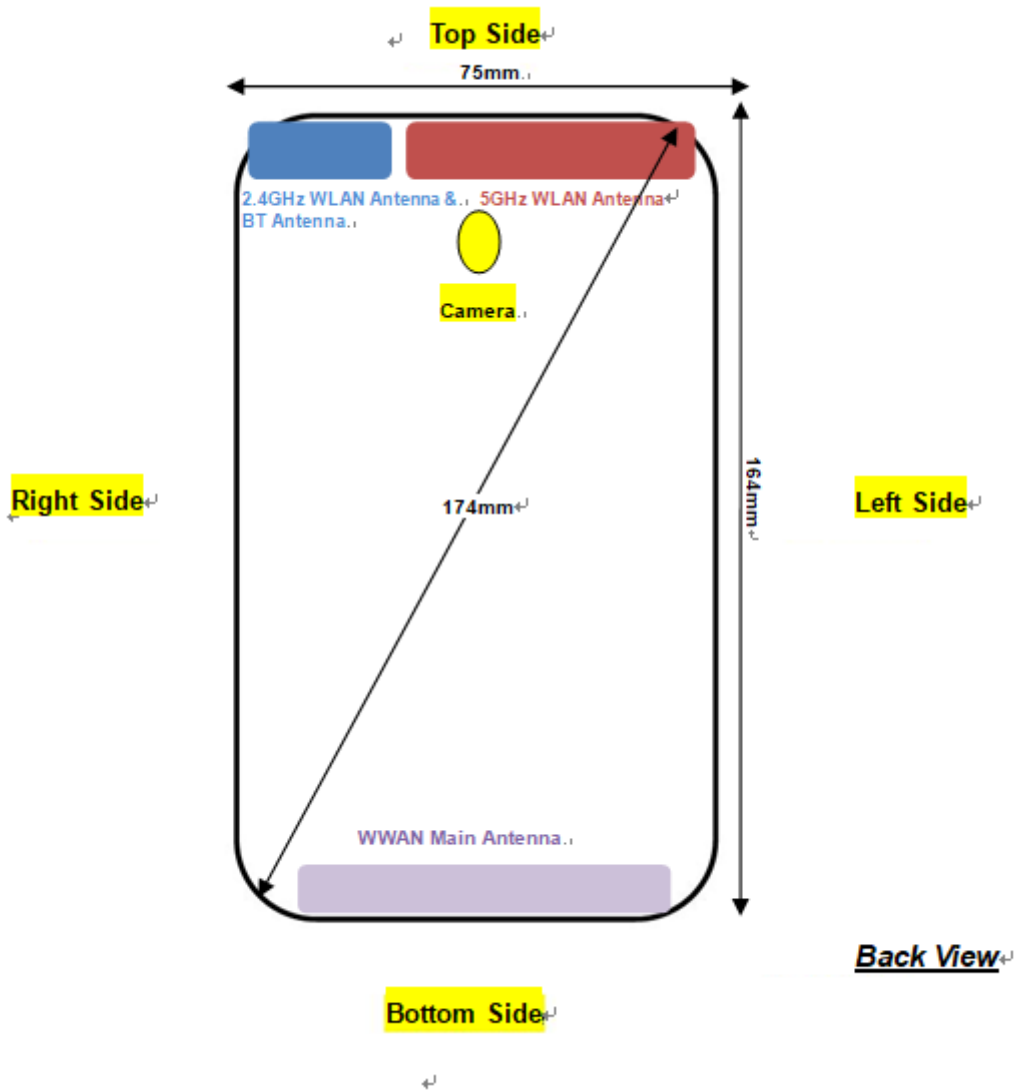 Top Side
75mm
2.4GHz WLAN Antenna & 5GHz WLAN Antenna
BT Antenna
Camera
Right Side
174mm
164mm
Left Side
WWAN Main Antenna
Back View
Bottom Side